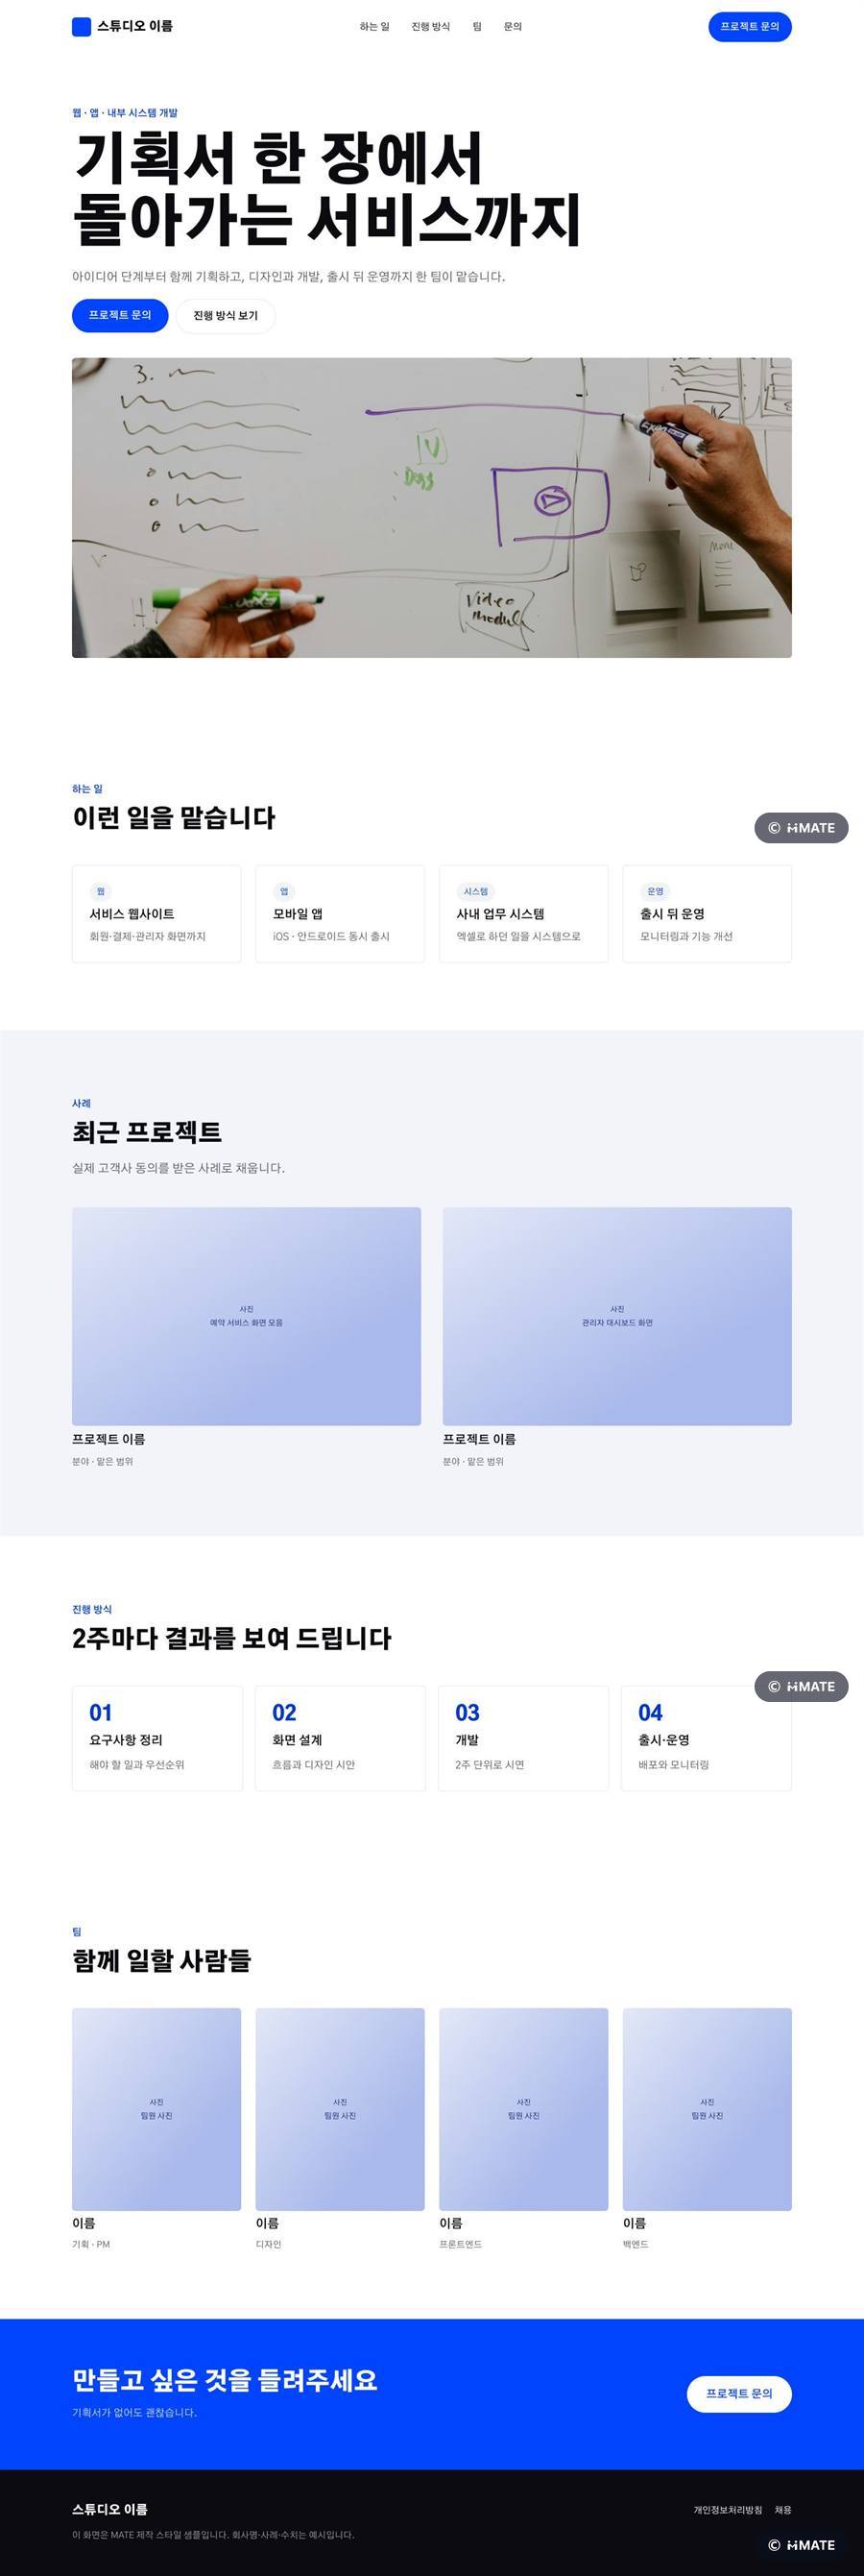 스튜디오 이름
하는 일
진행 방식
팀
문의
프로젝트 문의
웹 · 앱 · 내부 시스템 개발
기획서 한 장에서
돌아가는 서비스까지
아이디어 단계부터 함께 기획하고, 디자인과 개발, 출시 뒤 운영까지 한 팀이 맡습니다.
프로젝트 문의
진행 방식 보기
3.
Video
하는 일
이런 일을 맡습니다
© MATE
웹
서비스 웹사이트
회원·결제·관리자 화면까지
앱
모바일 앱
iOS · 안드로이드 동시 출시
시스템
사내 업무 시스템
엑셀로 하던 일을 시스템으로
운영
출시 뒤 운영
모니터링과 기능 개선
사례
최근 프로젝트
실제 고객사 동의를 받은 사례로 채웁니다.
사진
예약 서비스 화면 모음
프로젝트 이름
분야 · 맡은 범위
사진
관리자 대시보드 화면
프로젝트 이름
분야 · 맡은 범위
진행 방식
2주마다 결과를 보여 드립니다
© MATE
01
요구사항 정리
해야 할 일과 우선순위
02
화면 설계
흐름과 디자인 시안
03
개발
2주 단위로 시연
04
출시·운영
배포와 모니터링
팀
함께 일할 사람들
사진
팀원 사진
이름
기획 · PM
사진
팀원 사진
이름
디자인
사진
팀원 사진
이름
프론트엔드
사진
팀원 사진
이름
백엔드
만들고 싶은 것을 들려주세요
기획서가 없어도 괜찮습니다.
프로젝트 문의
스튜디오 이름
이 화면은 MATE 제작 스타일 샘플입니다. 회사명·사례·수치는 예시입니다.
개인정보처리방침
채용
© MATE